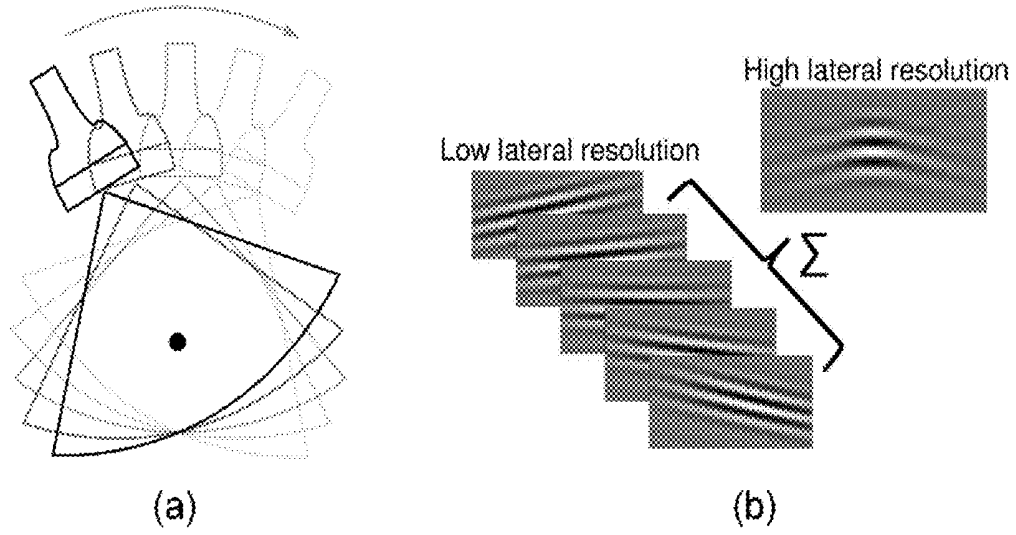 High lateral resolution
Low lateral resolution
Σ
(a)
(b)